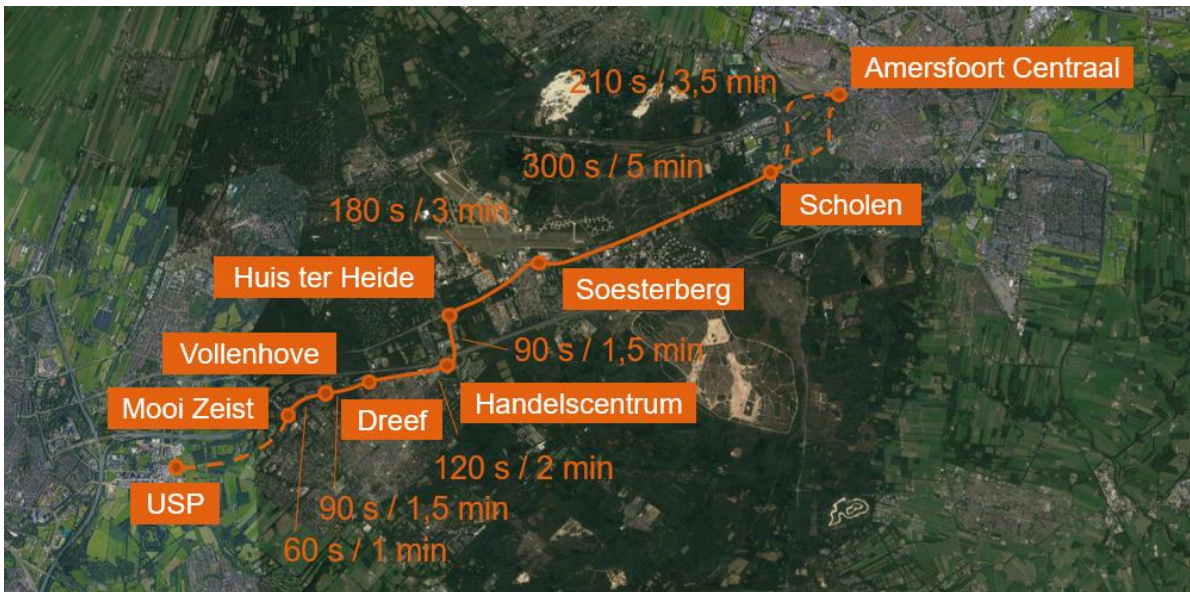 Amersfoort Centraal
210 s / 3,5 min
300 s / 5 min
Scholen
180 s / 3 min
Huis ter Heide
Soesterberg
Vollenhove
90 s / 1,5 min
Mooi Zeist
Dreef
Handelscentrum
120 s / 2 min
USP
90 s / 1,5 min
60 s / 1 min